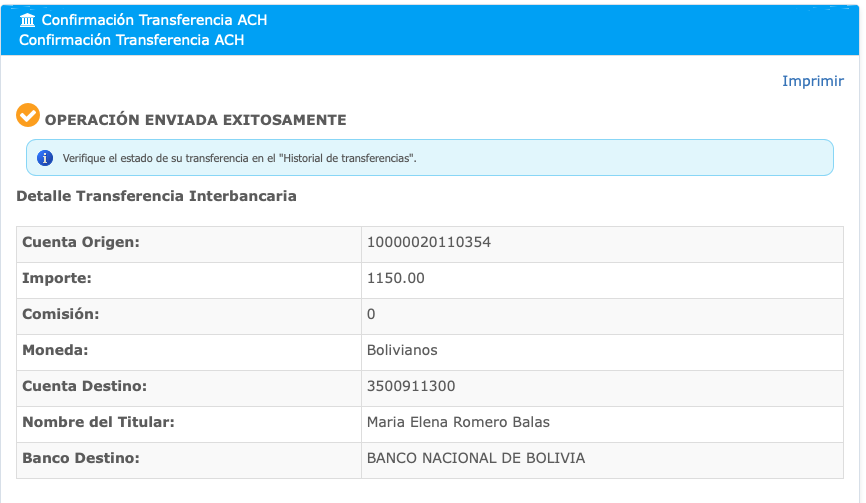 Confirmación Transferencia ACH
Confirmación Transferencia ACH
Imprimir
OPERACIÓN ENVIADA EXITOSAMENTE
Verifique el estado de su transferencia en el "Historial de transferencias".
Detalle Transferencia Interbancaria
Cuenta Origen: 10000020110354
Importe: 1150.00
Comisión: 0
Moneda: Bolivianos
Cuenta Destino: 3500911300
Nombre del Titular: Maria Elena Romero Balas
Banco Destino: BANCO NACIONAL DE BOLIVIA